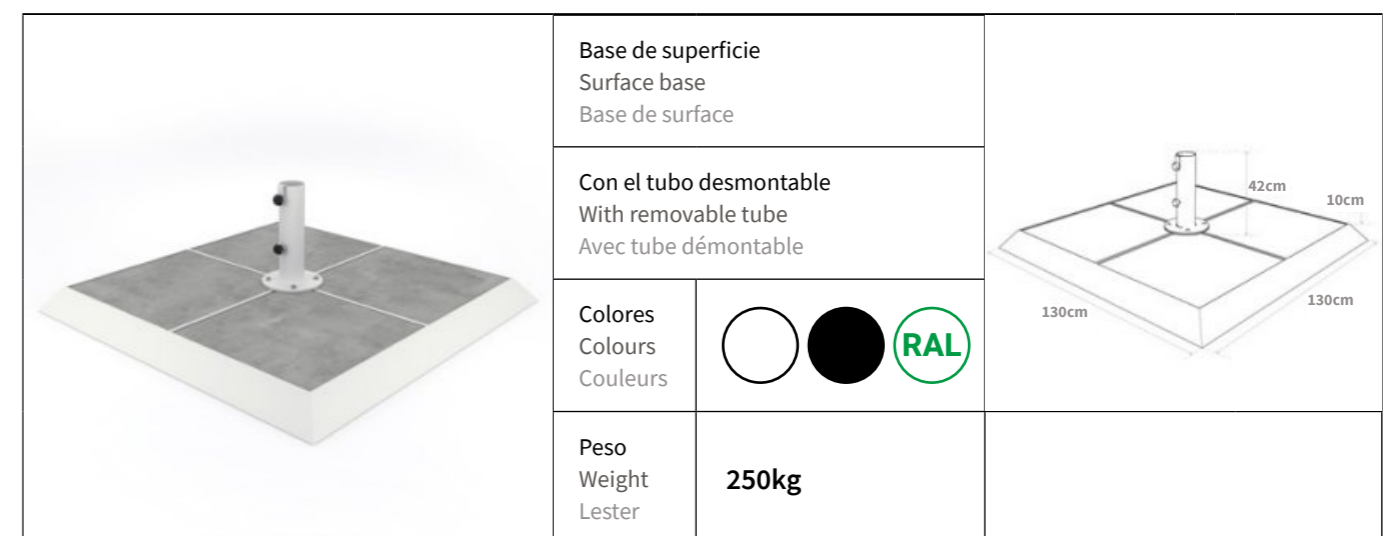 Base de superficie
Surface base
Base de surface
Con el tubo desmontable
With removable tube
Avec tube démontable
Colores
Colours
Couleurs
RAL
Peso
Weight
Lester
250kg
42cm
10cm
130cm
130cm